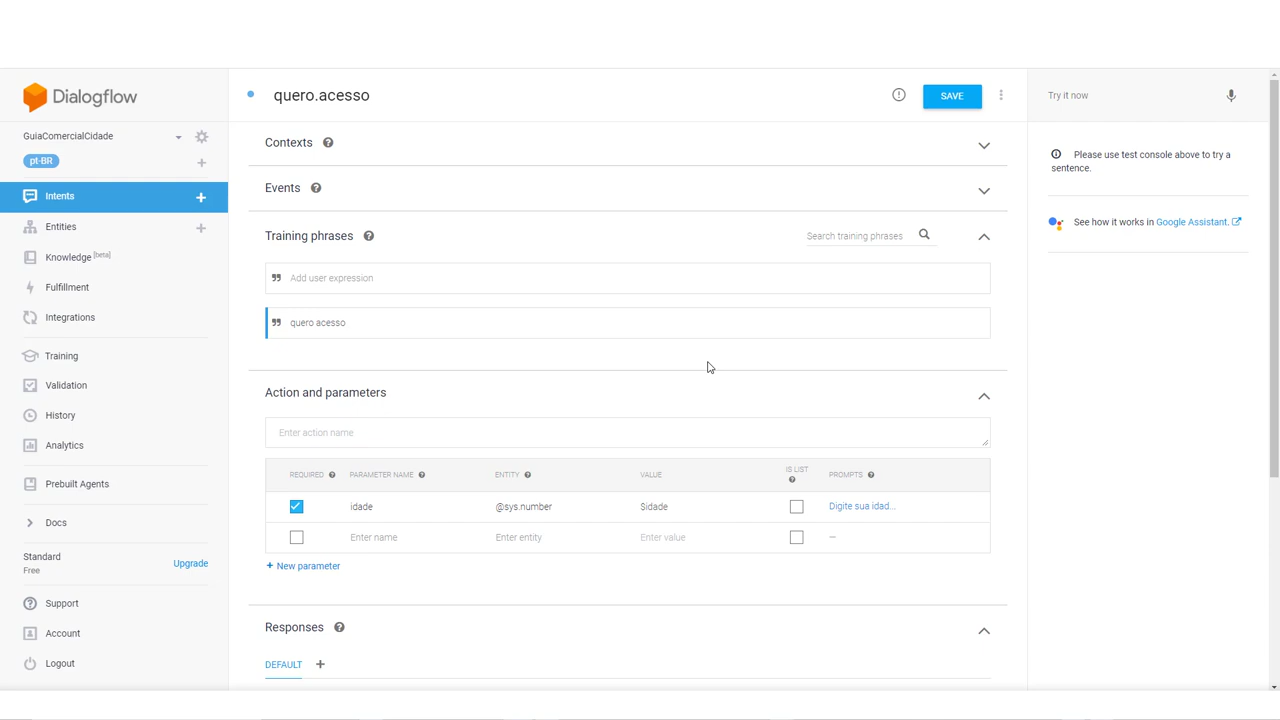 Dialogflow
GuiaComercialCidade
pt-BR
Intents
Entities
Knowledge [beta]
Fulfillment
Integrations
Training
Validation
History
Analytics
Prebuilt Agents
Docs
Standard
Free
Upgrade
Support
Account
Logout
quero.acesso
SAVE
Contexts
Events
Training phrases
Search training phrases
Add user expression
quero acesso
Action and parameters
Enter action name
REQUIRED PARAMETER NAME ENTITY VALUE IS LIST PROMPTS
idade @sys.number $idade Digite sua idad...
Enter name Enter entity Enter value —
+ New parameter
Responses
DEFAULT +
Try it now
Please use test console above to try a
sentence.
See how it works in Google Assistant.